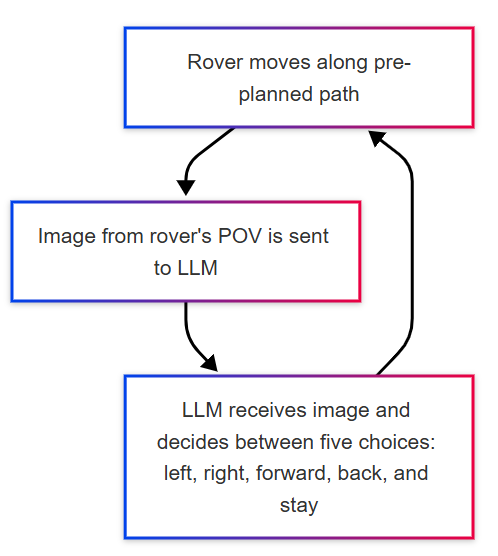 Rover moves along pre-
planned path
Image from rover's POV is sent
to LLM
LLM receives image and
decides between five choices:
left, right, forward, back, and
stay